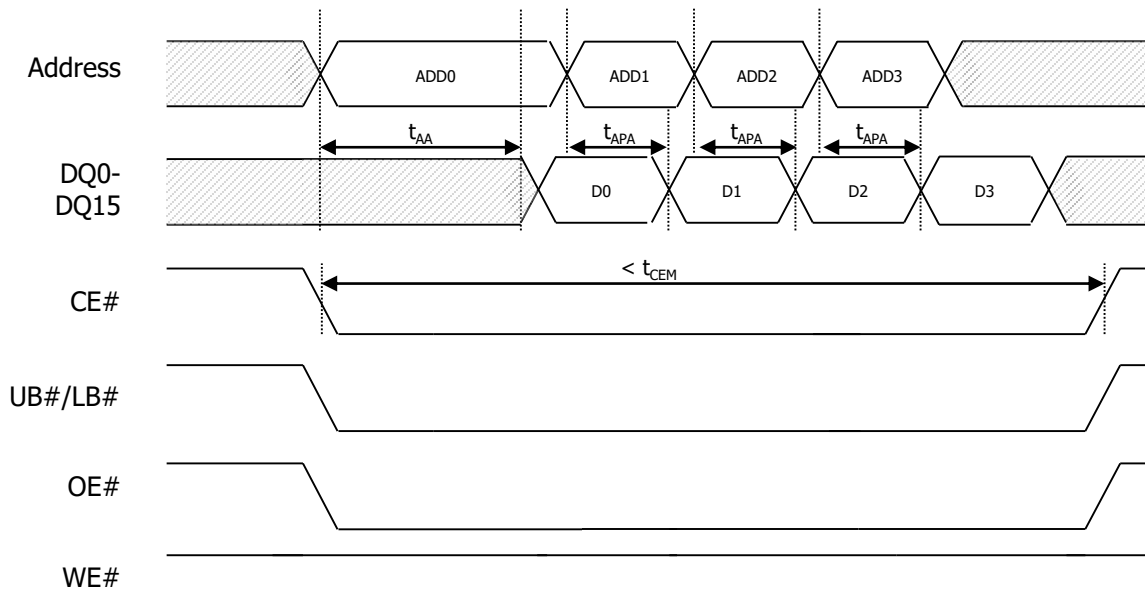 Address
ADD0 ADD1 ADD2 ADD3
tAA tAPA tAPA tAPA
DQ0-
DQ15
D0 D1 D2 D3
< tCEM
CE#
UB#/LB#
OE#
WE#